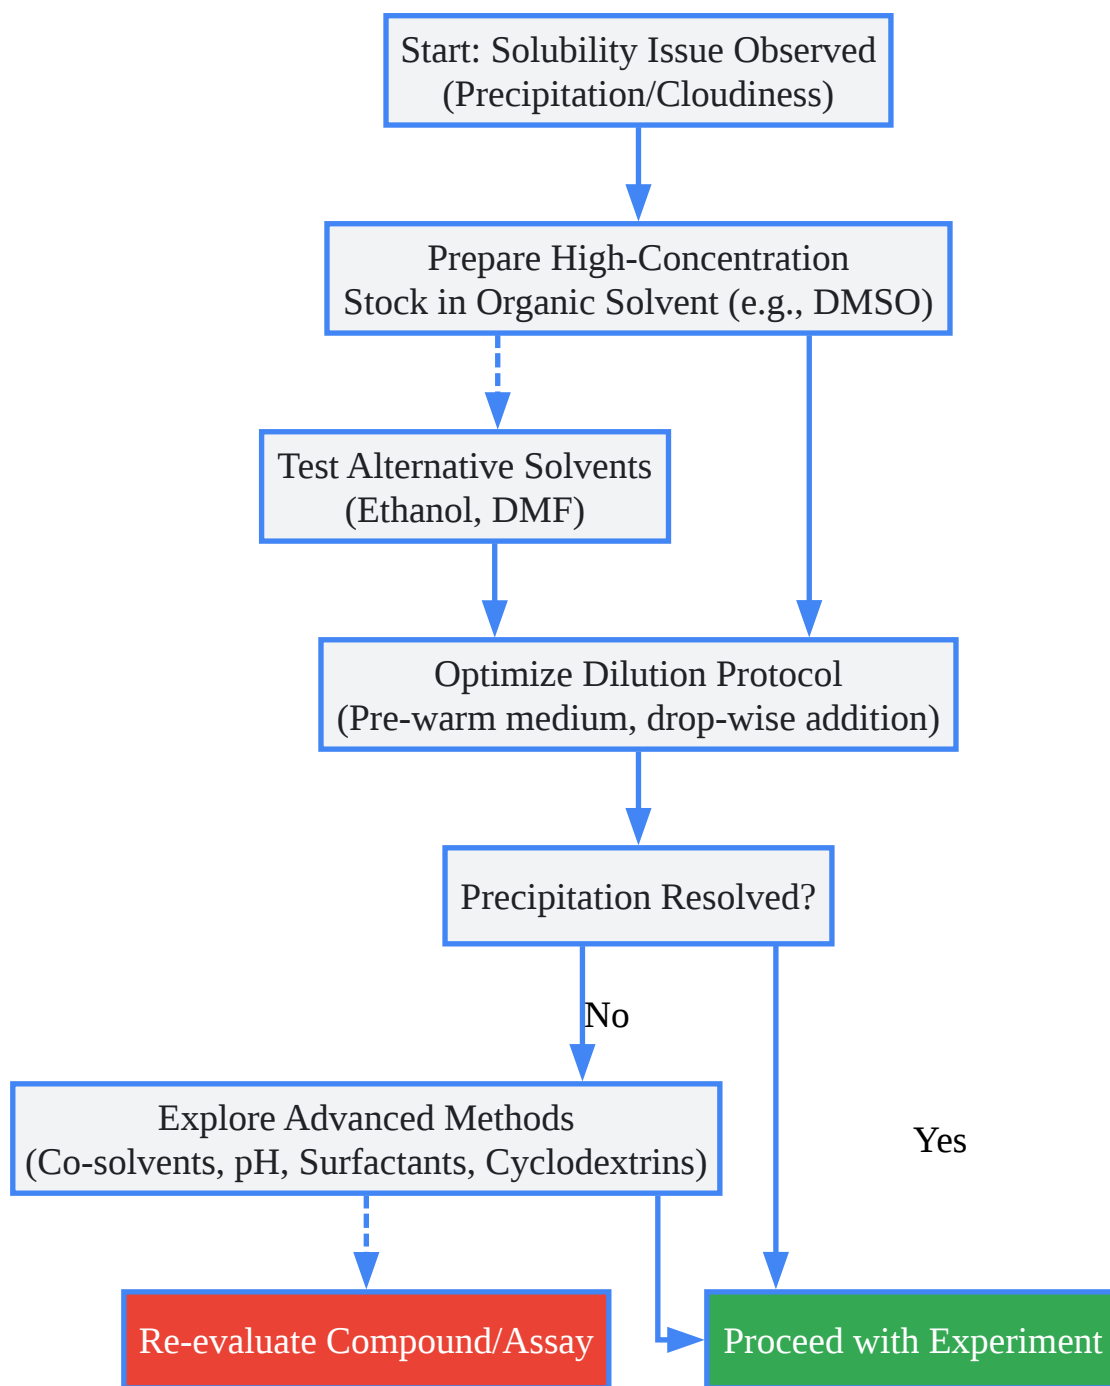 Start: Solubility Issue Observed
(Precipitation/Cloudiness)
Prepare High-Concentration
Stock in Organic Solvent (e.g., DMSO)
Test Alternative Solvents
(Ethanol, DMF)
Optimize Dilution Protocol
(Pre-warm medium, drop-wise addition)
Precipitation Resolved?
No
Explore Advanced Methods
(Co-solvents, pH, Surfactants, Cyclodextrins)
Yes
Re-evaluate Compound/Assay
Proceed with Experiment